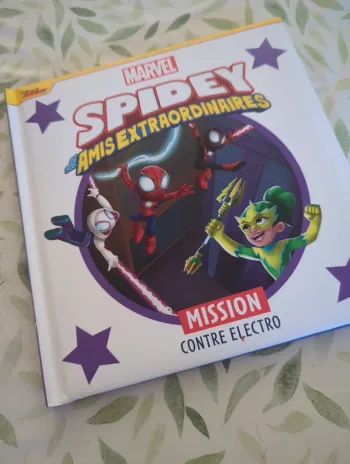 MARVEL
SPIDEY
ET SES
AMIS EXTRAORDINAIRES
MISSION
CONTRE ELECTRO